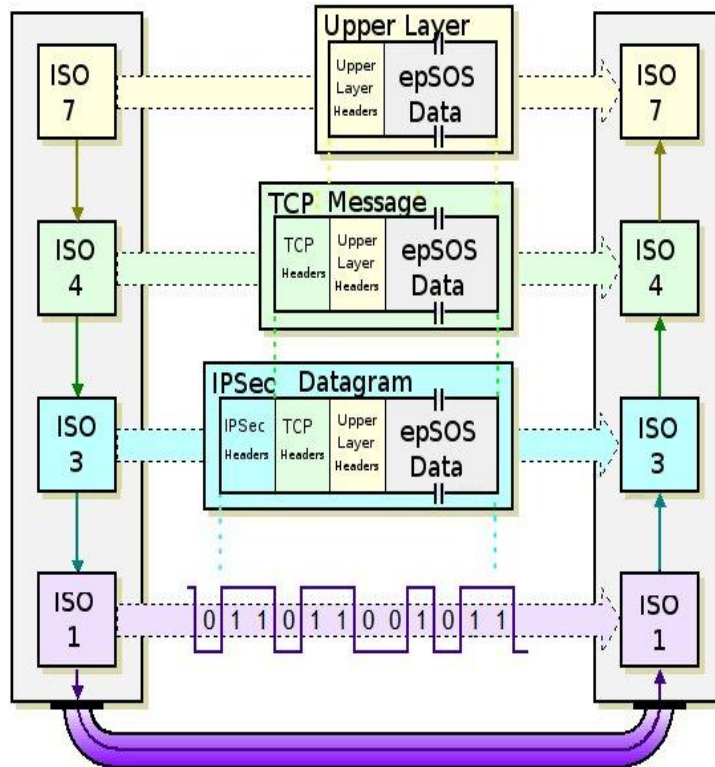 Upper Layer
ISO
7
Upper
Layer
Headers
epSOS
Data
ISO
7
TCP Message
ISO
4
TCP
Headers
Upper
Layer
Headers
epSOS
Data
ISO
4
IPSec Datagram
ISO
3
IPSec
Headers
TCP
Headers
Upper
Layer
Headers
epSOS
Data
ISO
3
ISO
1
0 1 1 0 1 1 0 0 1 0 1 1
ISO
1